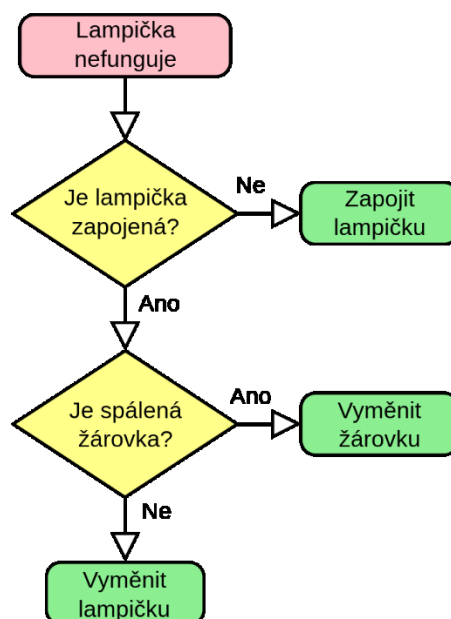 Lampička
nefunguje
Je lampička
zapojená?
Ne
Zapojit
lampičku
Ano
Je spálená
žárovka?
Ano
Vyměnit
žárovku
Ne
Vyměnit
lampičku